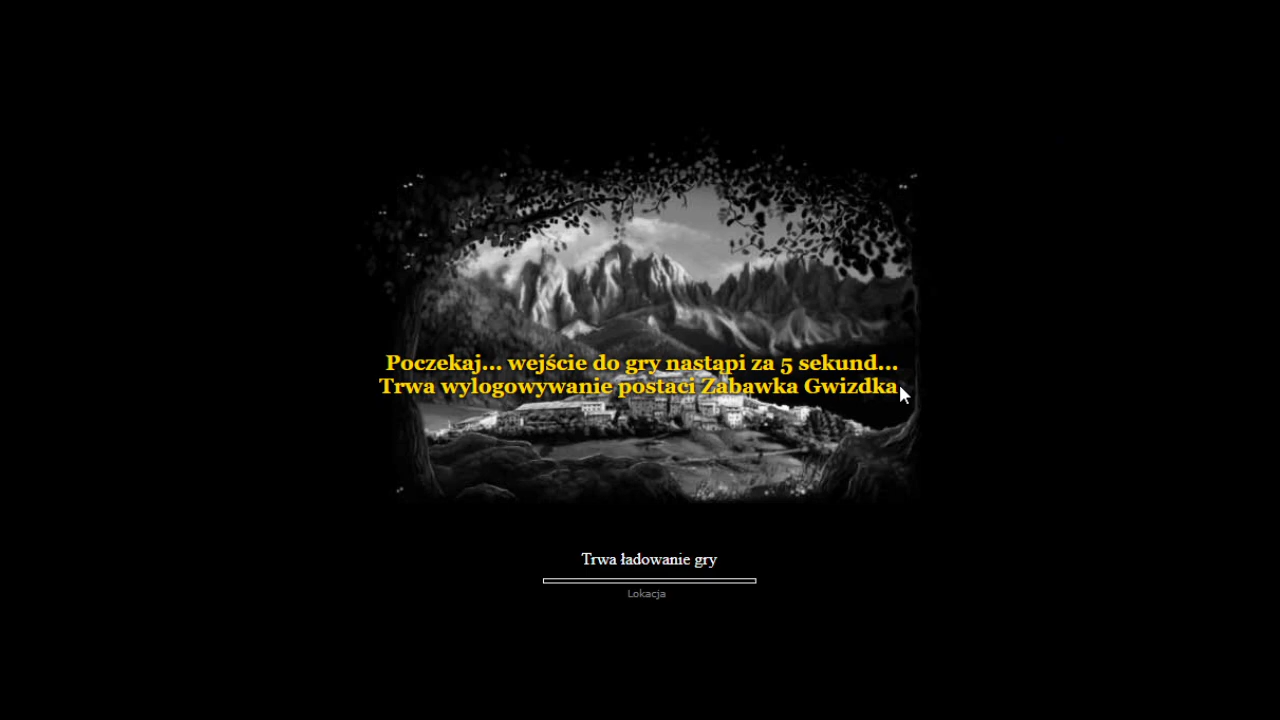 Poczekaj... wejście do gry nastąpi za 5 sekund...
Trwa wylogowywanie postaci Zabawka Gwizdka
Trwa ładowanie gry
Lokacja